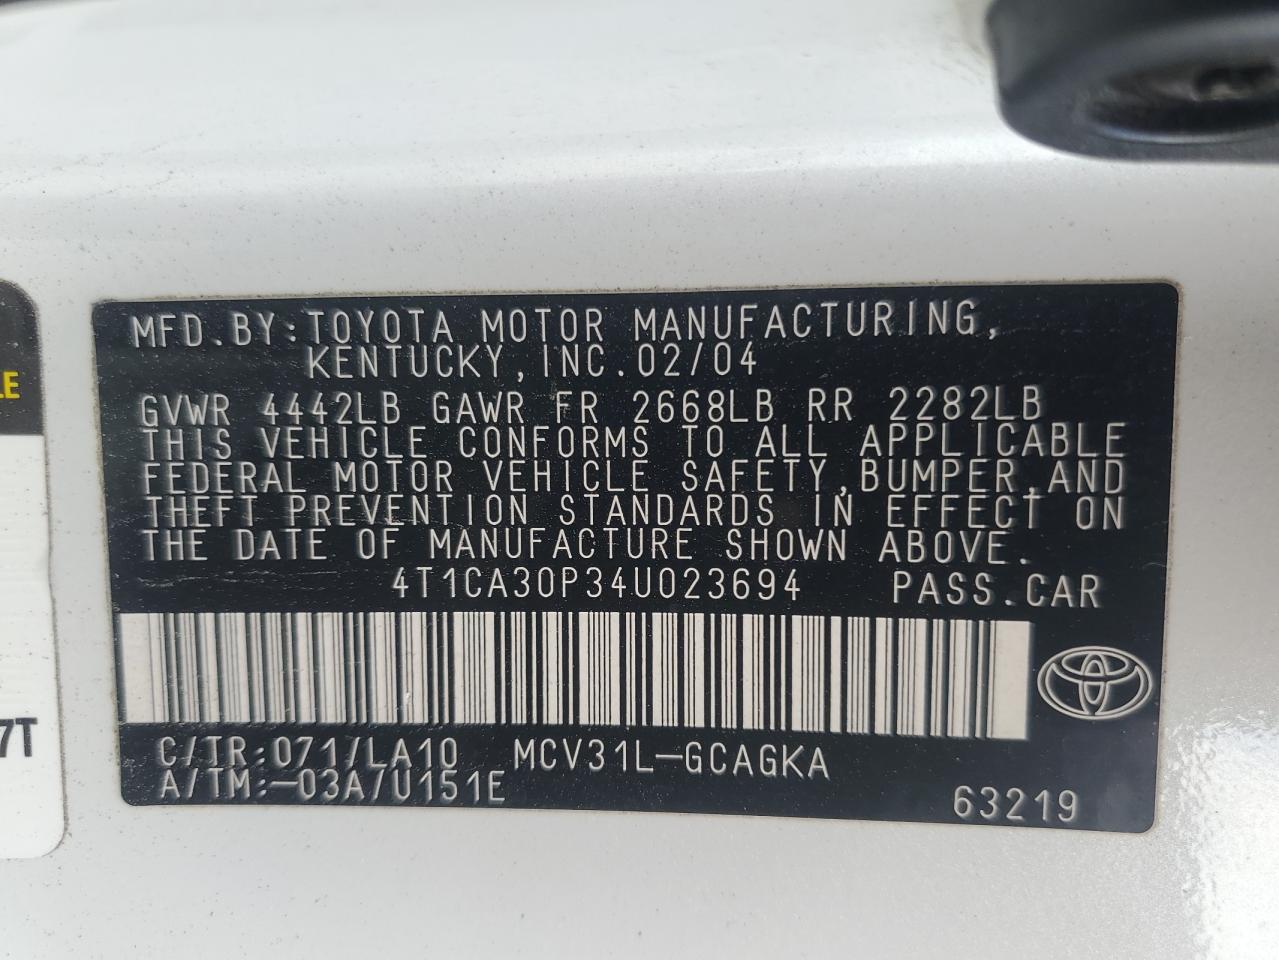 MFD.BY:TOYOTA MOTOR MANUFACTURING,
KENTUCKY,INC.02/04
GVWR 4442LB GAWR FR 2668LB RR 2282LB
THIS VEHICLE CONFORMS TO ALL APPLICABLE
FEDERAL MOTOR VEHICLE SAFETY,BUMPER,AND
THEFT PREVENTION STANDARDS IN EFFECT ON
THE DATE OF MANUFACTURE SHOWN ABOVE.
4T1CA30P34U023694 PASS.CAR
C/TR:071/LA10 MCV31L-GCAGKA
A/TM:-03A/U151E
63219
LE
7T